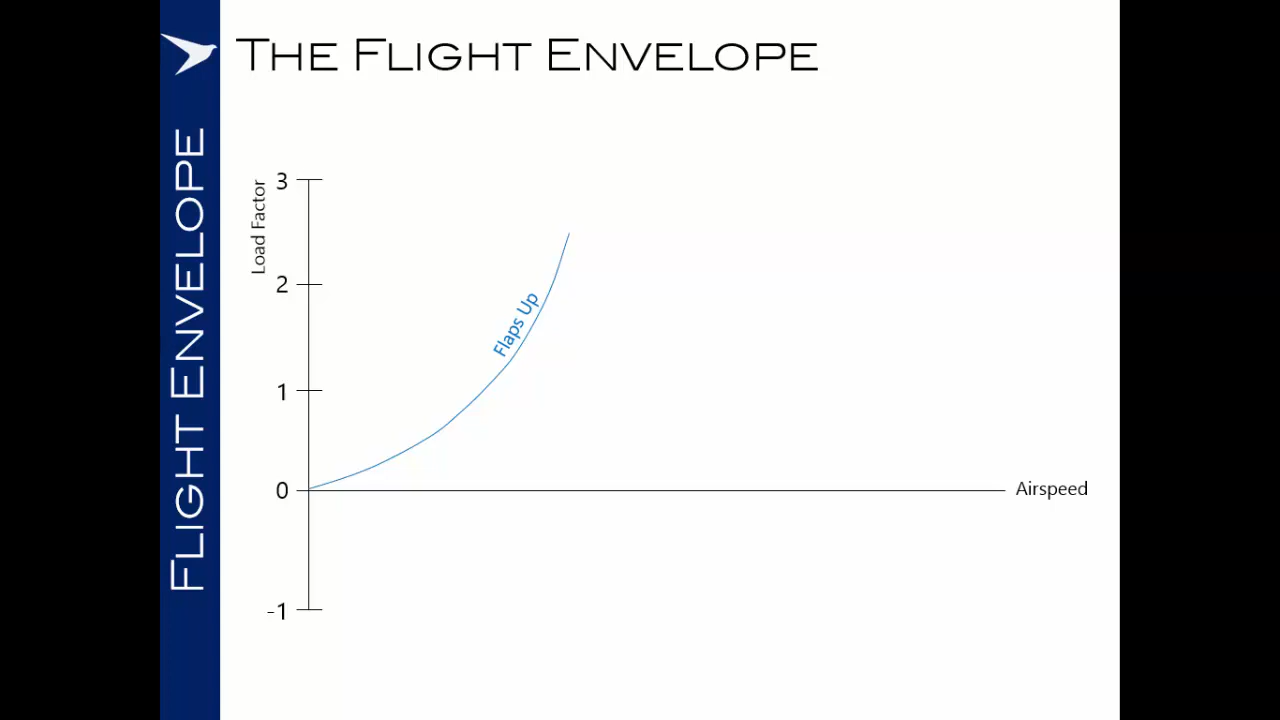 THE FLIGHT ENVELOPE
FLIGHT ENVELOPE
Load Factor
3
2
1
0
-1
Flaps Up
Airspeed